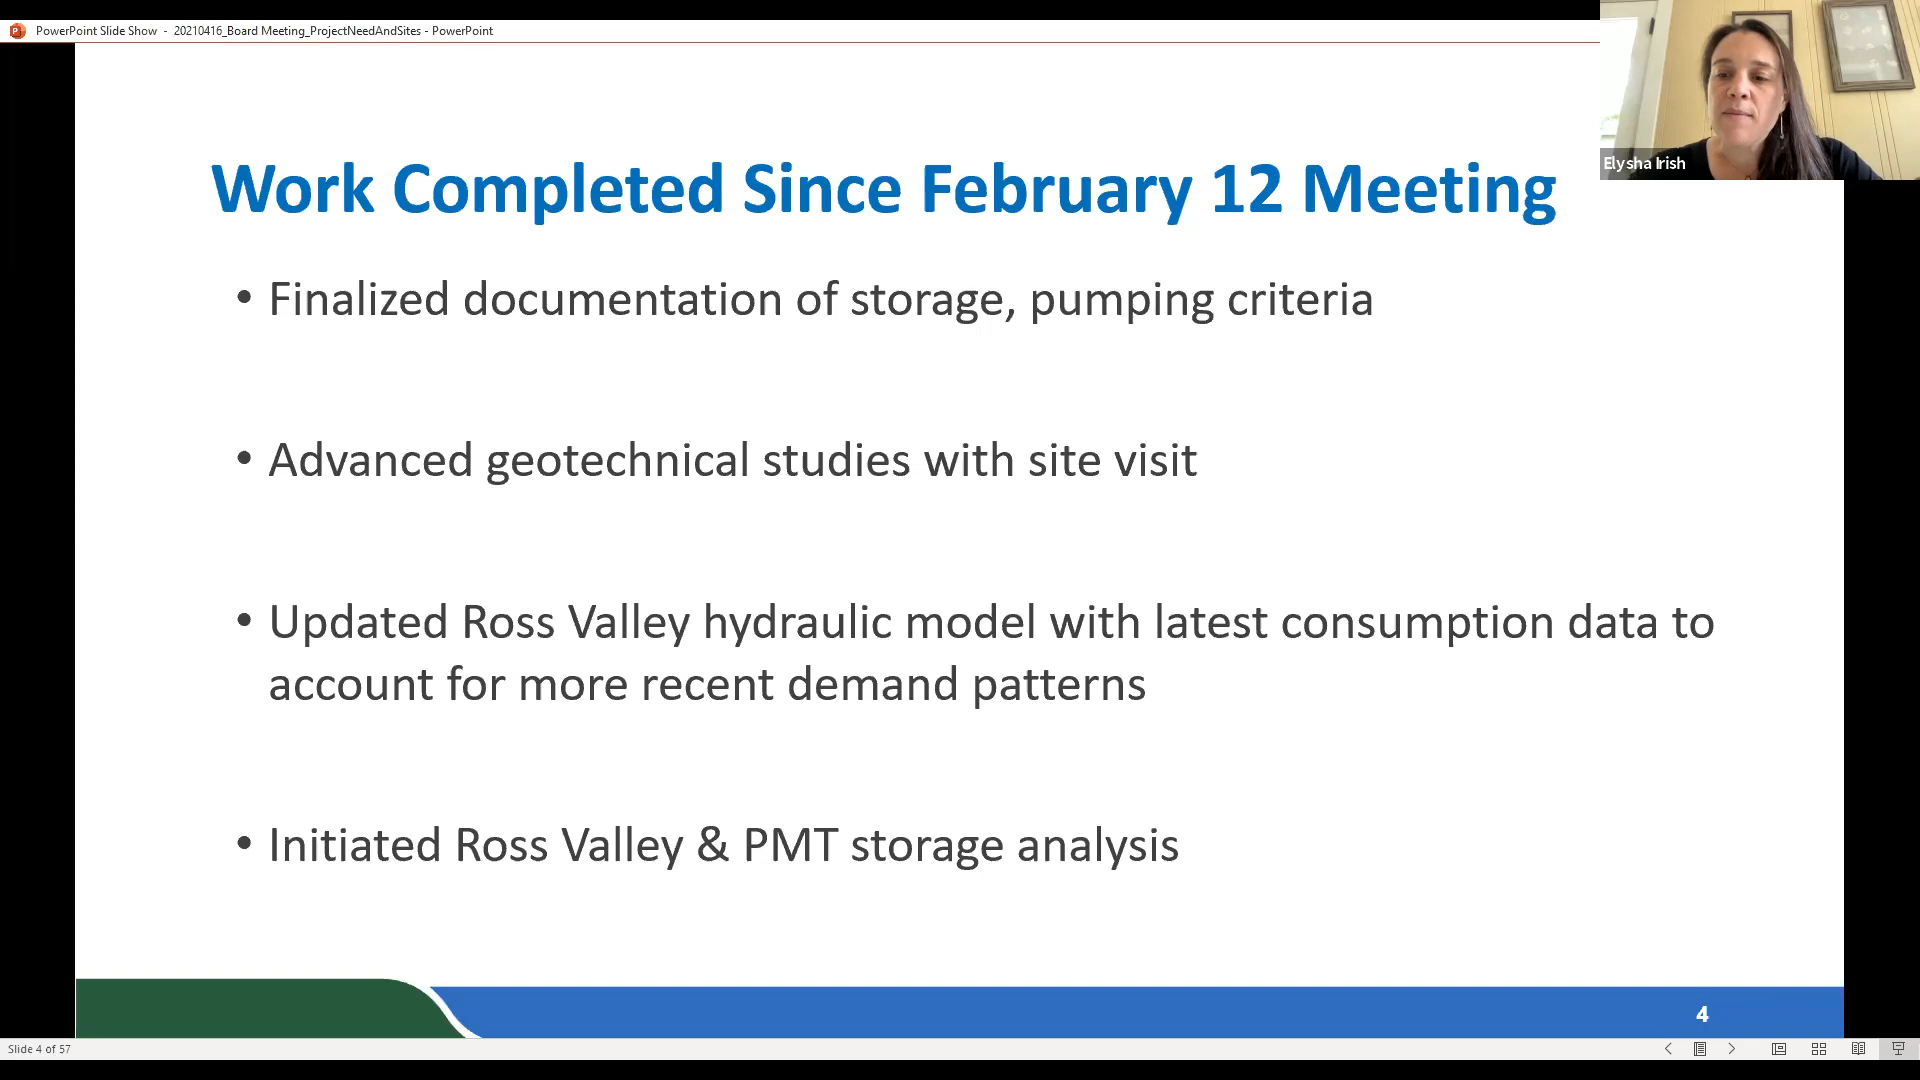 PowerPoint Slide Show - 20210416_Board Meeting_ProjectNeedAndSites - PowerPoint
Elysha Irish
Work Completed Since February 12 Meeting
• Finalized documentation of storage, pumping criteria
• Advanced geotechnical studies with site visit
• Updated Ross Valley hydraulic model with latest consumption data to
account for more recent demand patterns
• Initiated Ross Valley & PMT storage analysis
4
Slide 4 of 57